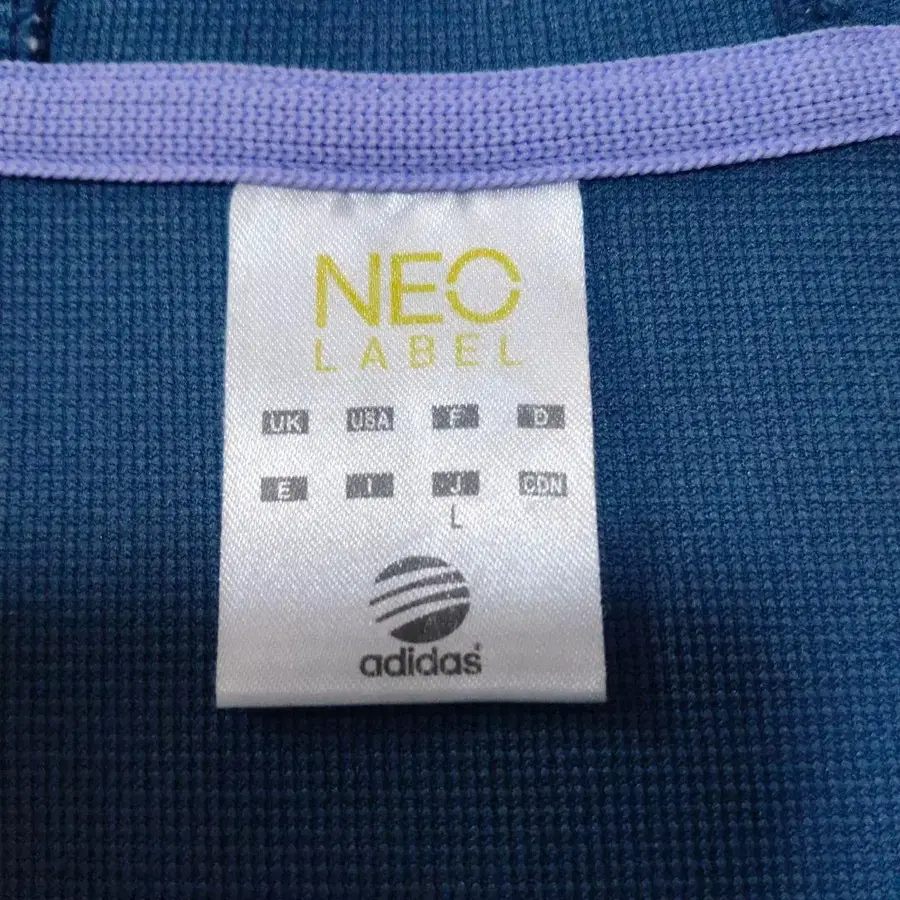 NEO
LABEL
UK USA F D
E I J CDN
L
adidas